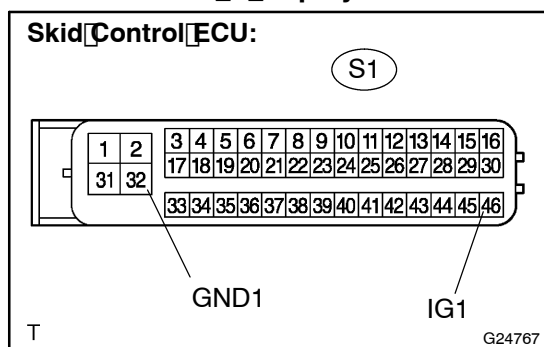 Skid Control ECU:
S1
1 2 3 4 5 6 7 8 9 10 11 12 13 14 15 16
17 18 19 20 21 22 23 24 25 26 27 28 29 30
31 32
33 34 35 36 37 38 39 40 41 42 43 44 45 46
GND1
IG1
T
G24767